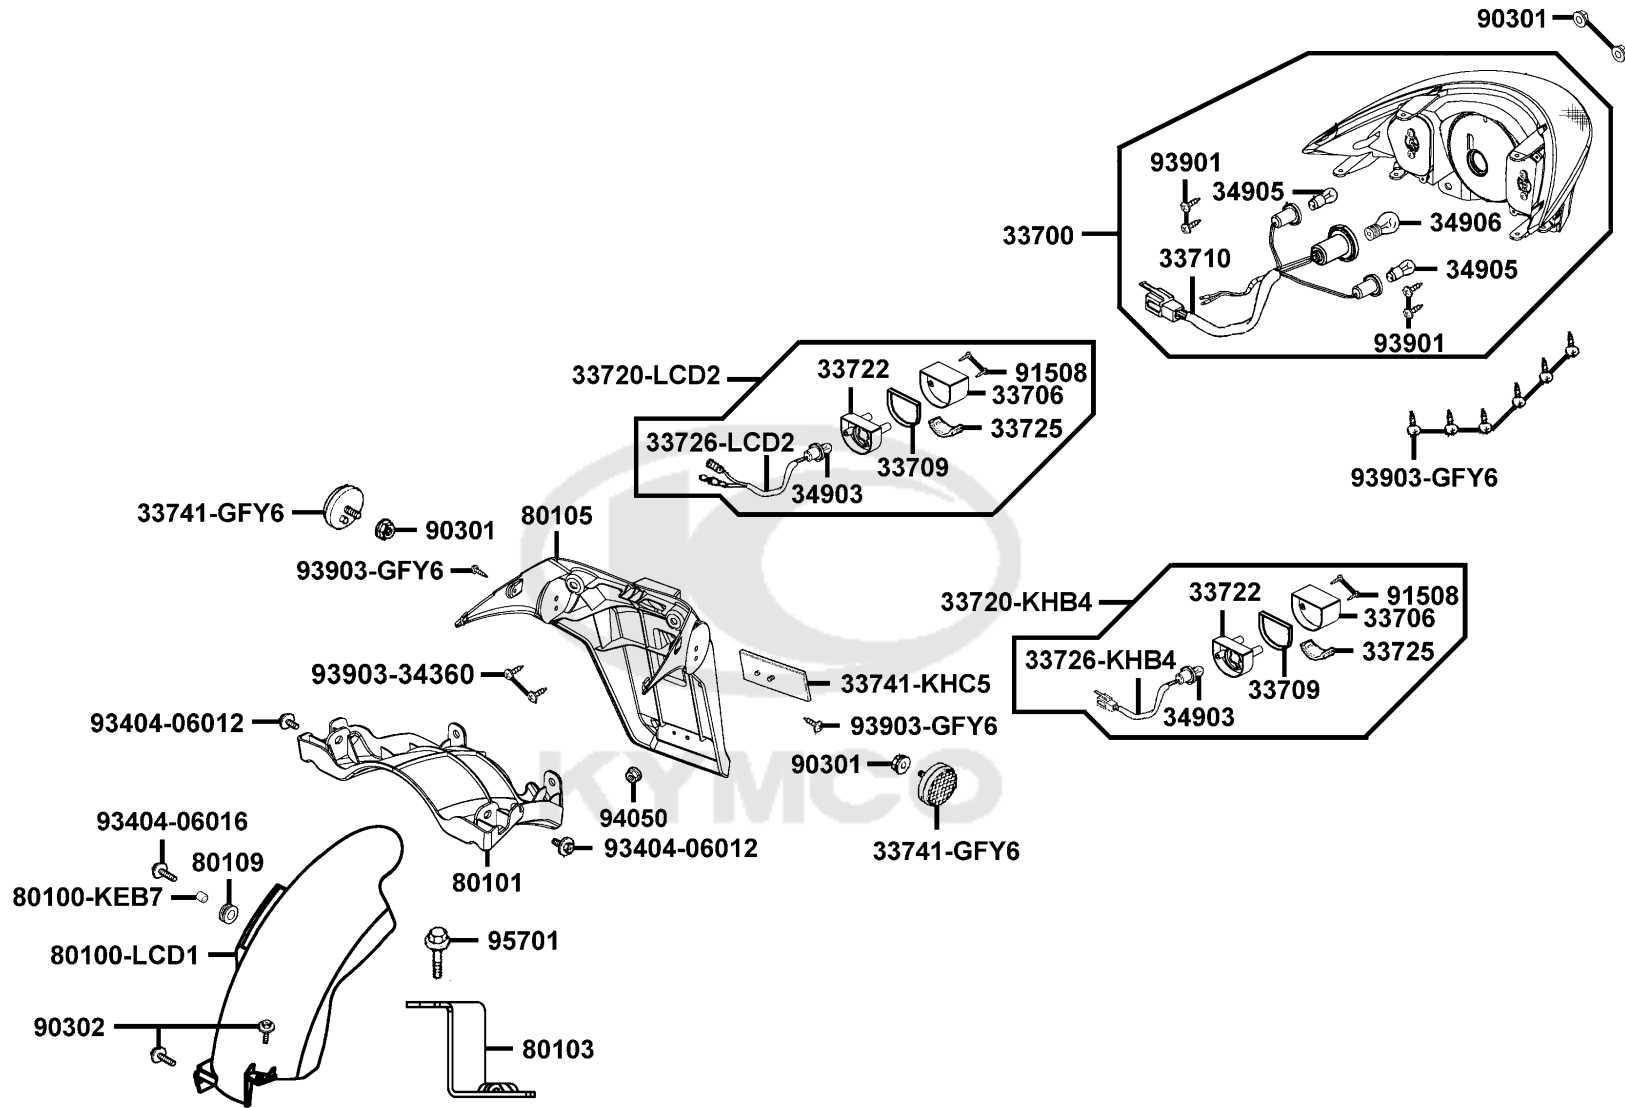 90301
93901
34905
34906
33700
33710
34905
93901
33720-LCD2
33722
91508
33706
33725
33726-LCD2
33709
34903
93903-GFY6
33741-GFY6
90301
80105
93903-GFY6
33720-KHB4
33722
91508
33706
33725
33726-KHB4
33709
34903
93903-34360
33741-KHC5
93404-06012
93903-GFY6
90301
94050
93404-06012
33741-GFY6
93404-06016
80109
80101
80100-KEB7
80100-LCD1
95701
90302
80103
KYMCO